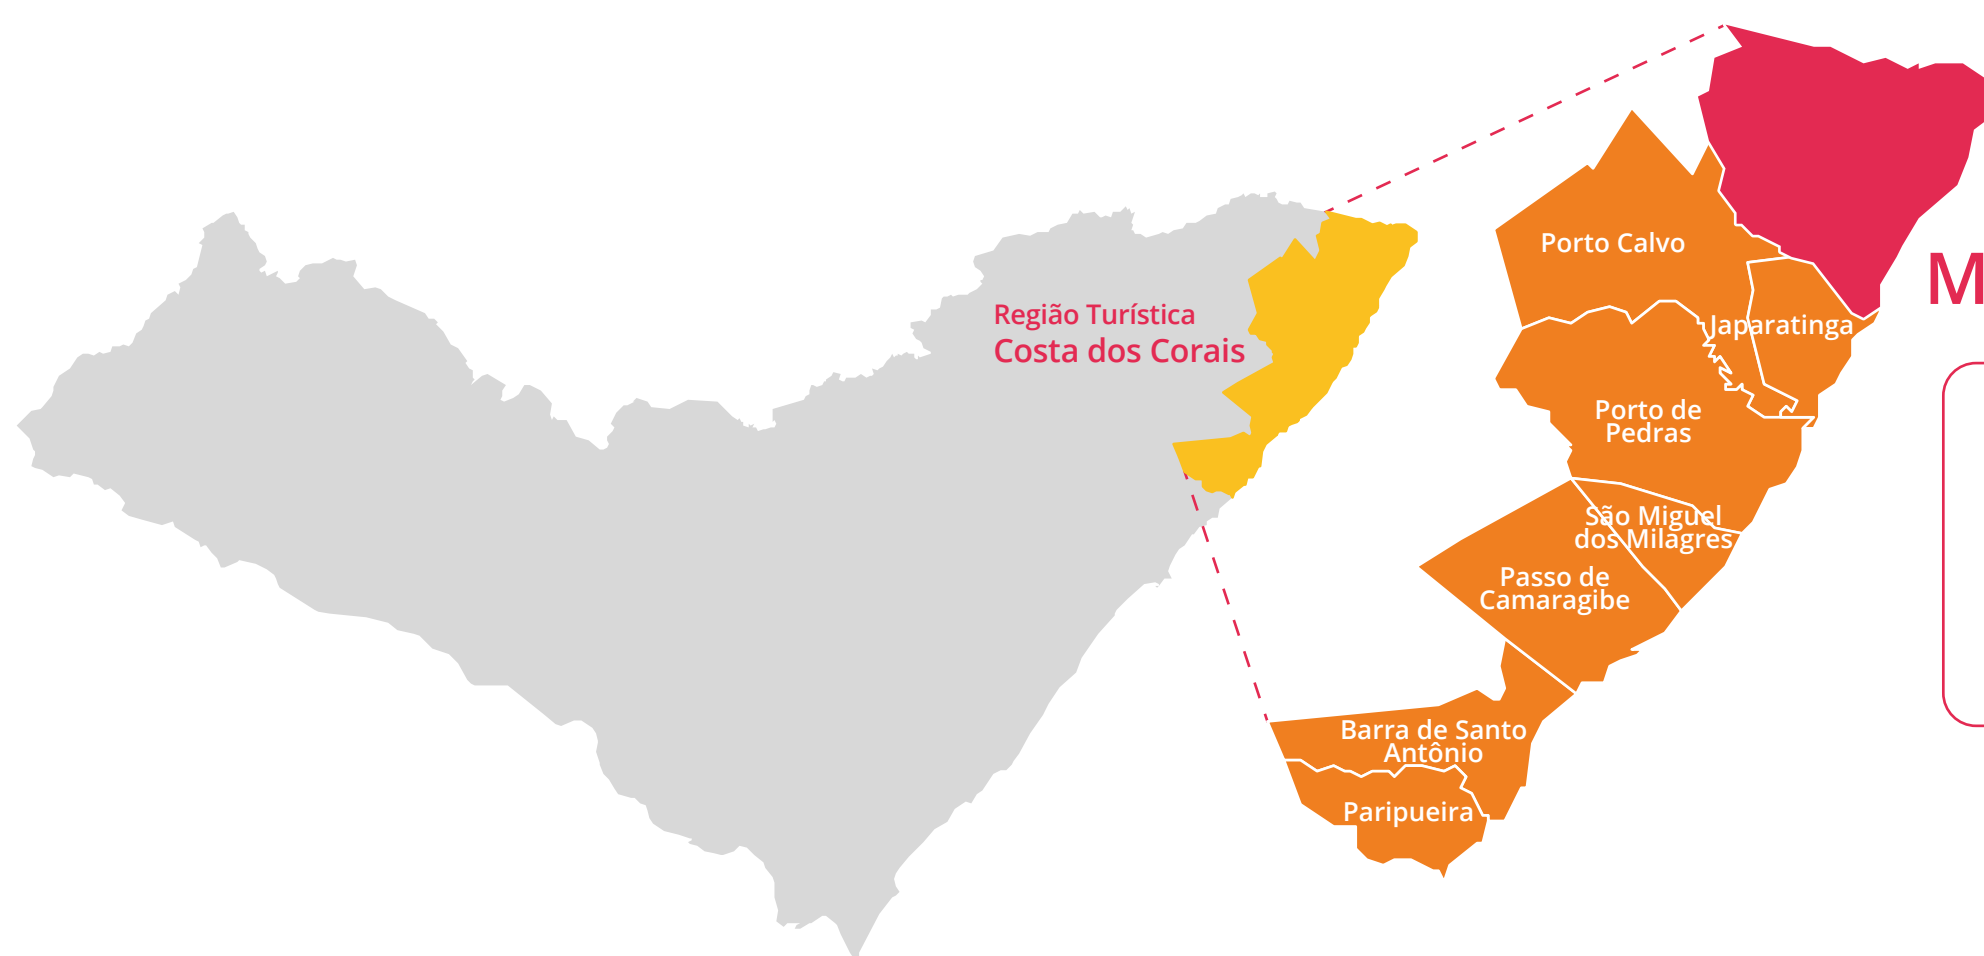 Região Turística
Costa dos Corais
Porto Calvo
M
Japaratinga
Porto de
Pedras
São Miguel
dos Milagres
Passo de
Camaragibe
Barra de Santo
Antônio
Paripueira